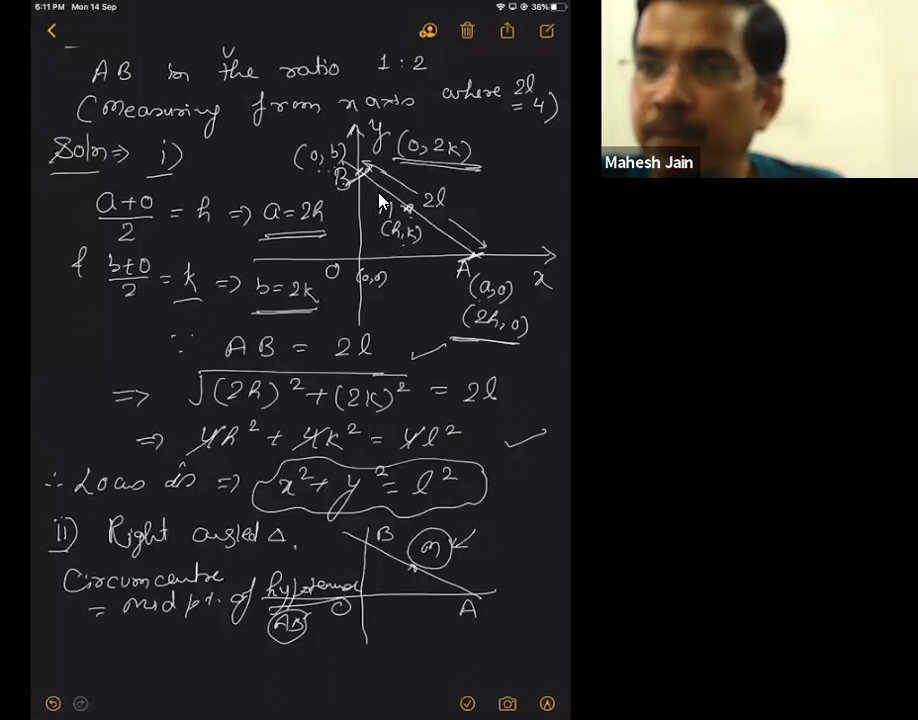 6:11 PM Mon 14 Sep
38%
AB in the ratio 1:2
(Measuring from x axis where 2l = 4)
Soln ⇒ i)
y
(0, b) (0, 2k)
B
2l
M
(h, k)
O (0,0) A x
(a, 0)
(2h, 0)
a+0/2 = h ⇒ a = 2h
& b+0/2 = k ⇒ b = 2k
∵ AB = 2l
⇒ √(2h)² + (2k)² = 2l
⇒ 4h² + 4k² = 4l²
∴ Locus is ⇒ x² + y² = l²
ii) Right angled Δ.
Circumcentre
= mid pt. of hypotenuse
AB
B
M
O A
Mahesh Jain